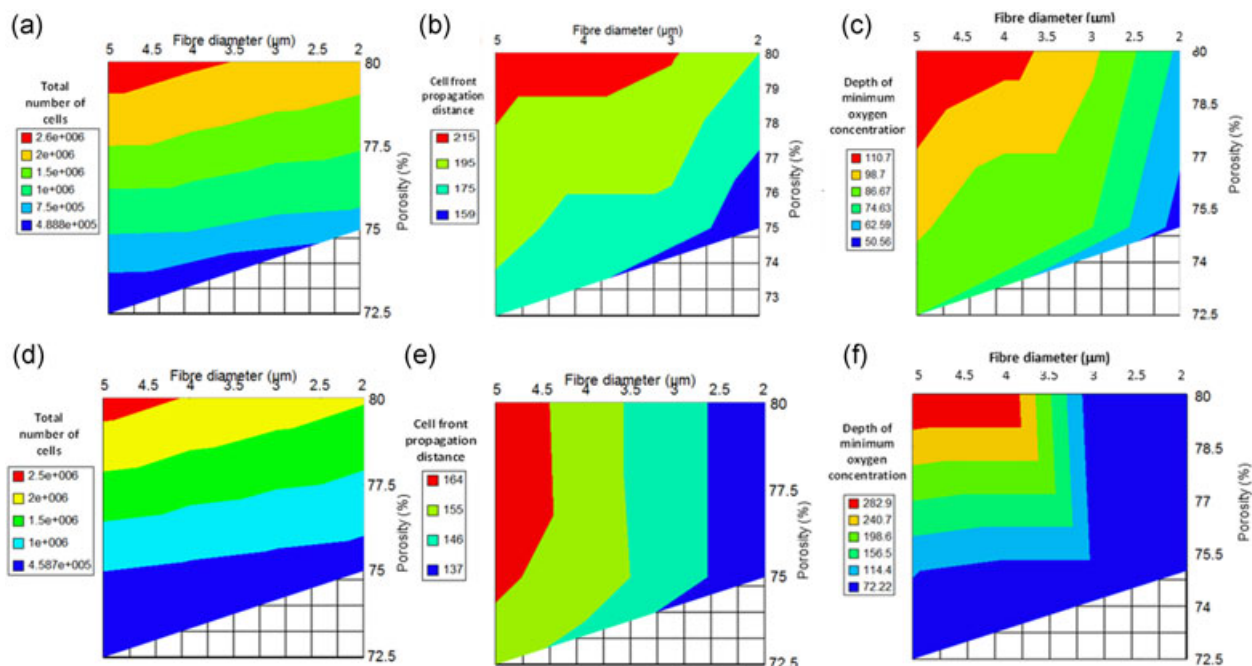 (a)
Fibre diameter (µm)
5 4.5 4 3.5 3 2.5 2
Total
number of
cells
2.6e+006
2e+006
1.5e+006
1e+006
7.5e+005
4.888e+005
80
77.5
75
72.5
Porosity (%)
(b)
Fibre diameter (µm)
5 4 3 2
Cell front
propagation
distance
215
195
175
159
80
79
78
77
76
75
74
73
Porosity (%)
(c)
Fibre diameter (µm)
5 4.5 4 3.5 3 2.5 2
Depth of
minimum
oxygen
concentration
110.7
98.7
86.67
74.63
62.59
50.56
80
78.5
77
75.5
74
72.5
Porosity (%)
(d)
Fibre diameter (µm)
5 4.5 4 3.5 3 2.5 2
Total
number of
cells
2.5e+006
2e+006
1.5e+006
1e+006
4.587e+005
80
77.5
75
72.5
Porosity (%)
(e)
Fibre diameter (µm)
5 4.5 4 3.5 3 2.5 2
Cell front
propagation
distance
164
155
146
137
80
77.5
75
72.5
Porosity (%)
(f)
Fibre diameter (µm)
5 4.5 4 3.5 3 2.5 2
Depth of
minimum
oxygen
concentration
282.9
240.7
198.6
156.5
114.4
72.22
80
78.5
77
75.5
74
72.5
Porosity (%)